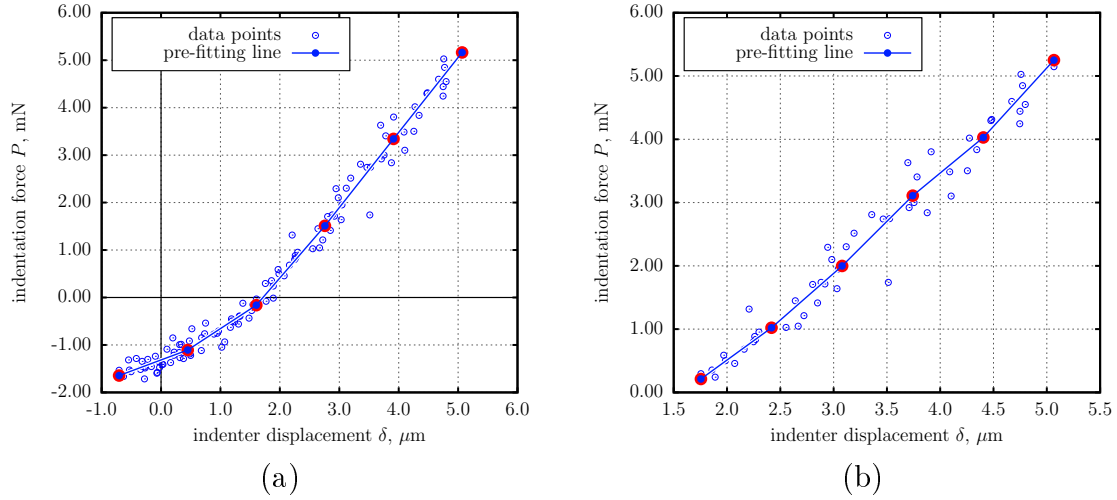 6.00
5.00
4.00
3.00
2.00
1.00
0.00
-1.00
-2.00
-1.0 0.0 1.0 2.0 3.0 4.0 5.0 6.0
indentation force P, mN
indenter displacement δ, μm
data points
pre-fitting line
(a)
6.00
5.00
4.00
3.00
2.00
1.00
0.00
1.5 2.0 2.5 3.0 3.5 4.0 4.5 5.0 5.5
indentation force P, mN
indenter displacement δ, μm
data points
pre-fitting line
(b)